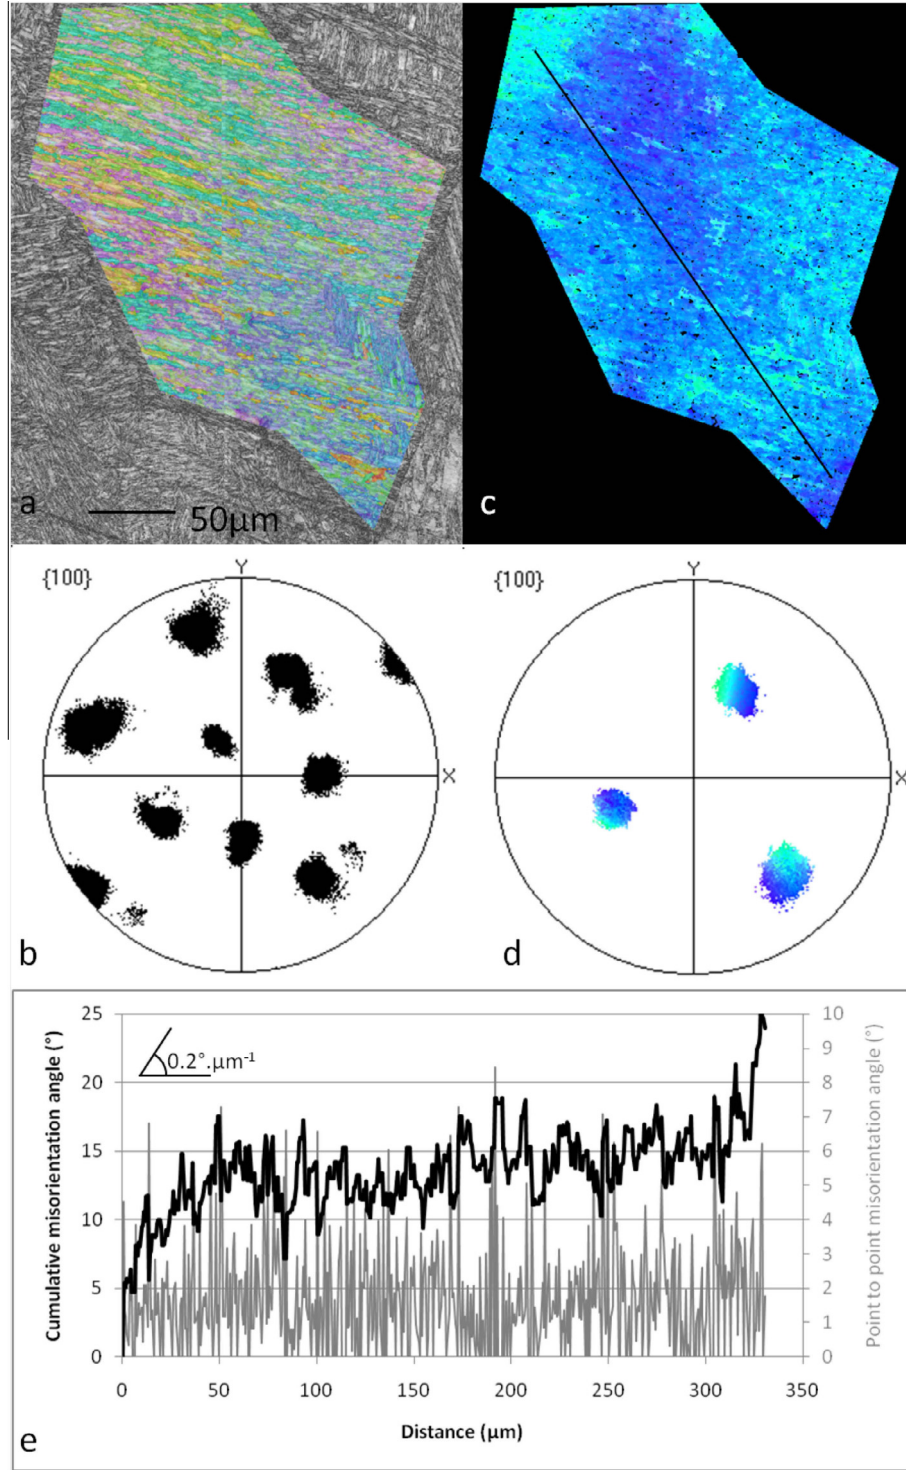 a
50µm
c
{100}
Y
X
b
{100}
Y
X
d
Cumulative misorientation angle (°)
25
20
15
10
5
0
0.2°.µm-1
10
9
8
7
6
5
4
3
2
1
0
Point to point misorientation angle (°)
0 50 100 150 200 250 300 350
Distance (µm)
e